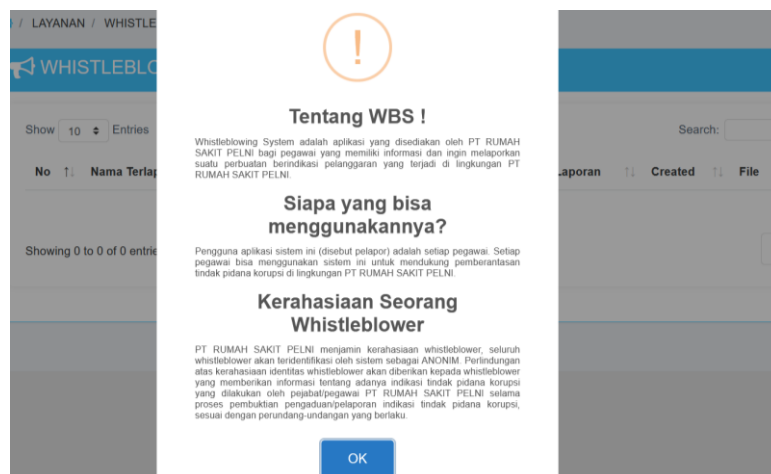 / LAYANAN / WHISTLE
WHISTLEBLO
Show 10 Entries
Search:
No Nama Terlap
Laporan Created File
Showing 0 to 0 of 0 entrie
!
Tentang WBS !
Whistleblowing System adalah aplikasi yang disediakan oleh PT RUMAH
SAKIT PELNI bagi pegawai yang memiliki informasi dan ingin melaporkan
suatu perbuatan berindikasi pelanggaran yang terjadi di lingkungan PT
RUMAH SAKIT PELNI.
Siapa yang bisa
menggunakannya?
Pengguna aplikasi sistem ini (disebut pelapor) adalah setiap pegawai. Setiap
pegawai bisa menggunakan sistem ini untuk mendukung pemberantasan
tindak pidana korupsi di lingkungan PT RUMAH SAKIT PELNI.
Kerahasiaan Seorang
Whistleblower
PT RUMAH SAKIT PELNI menjamin kerahasiaan whistleblower, seluruh
whistleblower akan teridentifikasi oleh sistem sebagai ANONIM. Perlindungan
atas kerahasiaan identitas whistleblower akan diberikan kepada whistleblower
yang memberikan informasi tentang adanya indikasi tindak pidana korupsi
yang dilakukan oleh pejabat/pegawai PT RUMAH SAKIT PELNI selama
proses pembuktian pengaduan/pelaporan indikasi tindak pidana korupsi,
sesuai dengan perundang-undangan yang berlaku.
OK